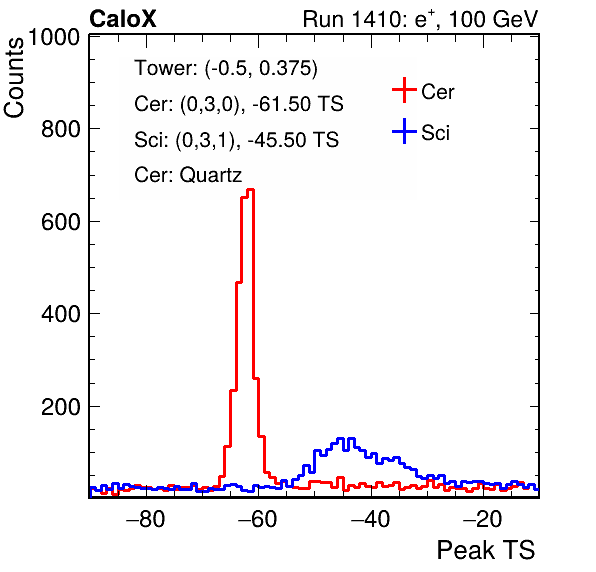 CaloX Run 1410: e⁺, 100 GeV
Counts
1000
800
600
400
200
Tower: (-0.5, 0.375)
Cer: (0,3,0), -61.50 TS
Sci: (0,3,1), -45.50 TS
Cer: Quartz
Cer
Sci
−80 −60 −40 −20
Peak TS